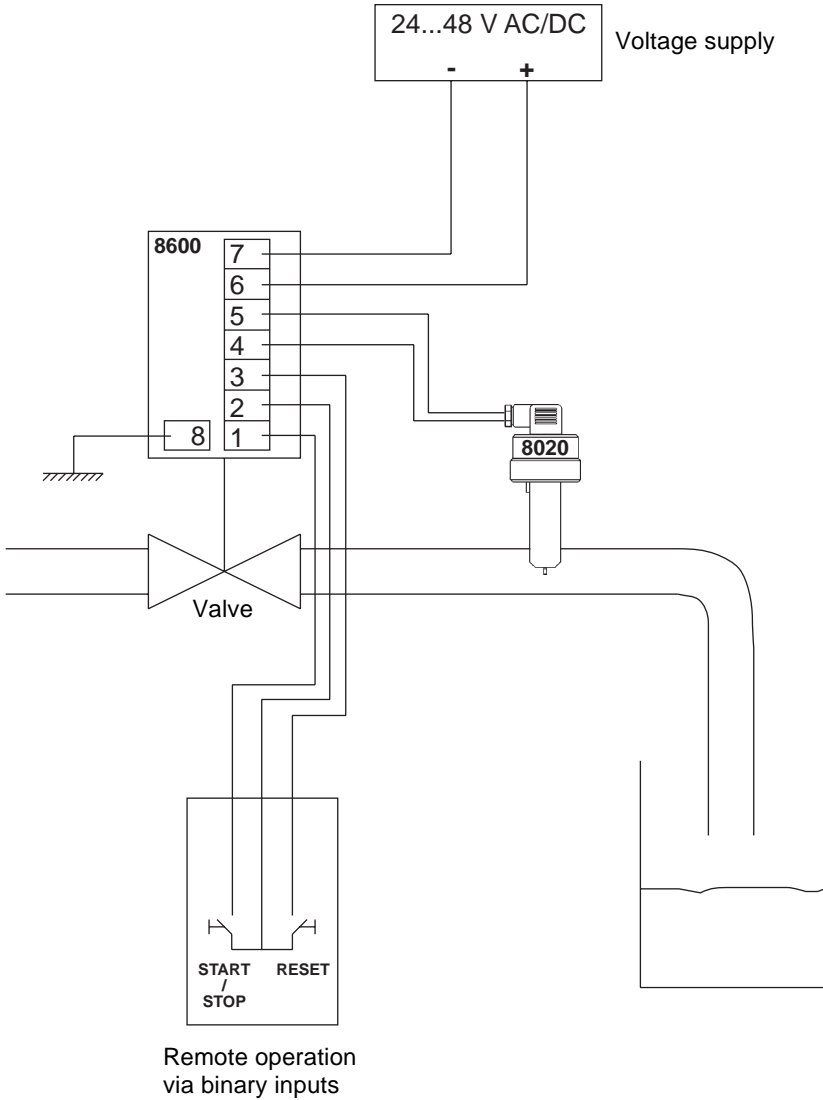 24...48 V AC/DC
Voltage supply
- +
8600
7
6
5
4
3
2
8 1
8020
Valve
START RESET
/
STOP
Remote operation
via binary inputs